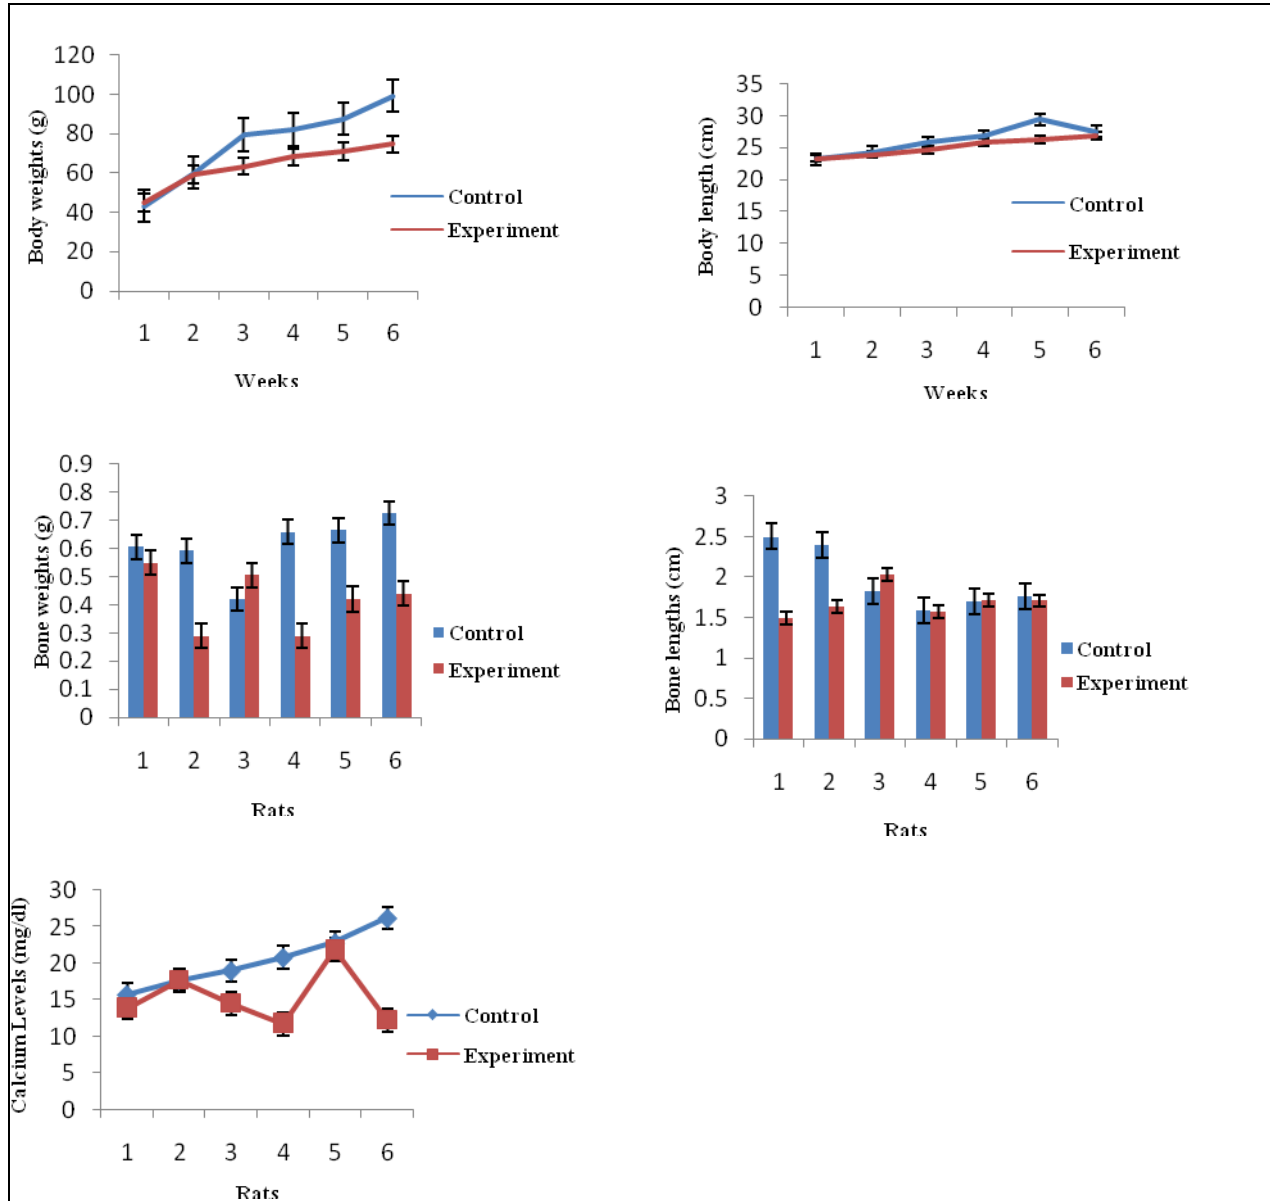 Body weights (g)
120
100
80
60
40
20
0
1 2 3 4 5 6
Weeks
Control
Experiment
Body length (cm)
35
30
25
20
15
10
5
0
1 2 3 4 5 6
Weeks
Control
Experiment
Bone weights (g)
0.9
0.8
0.7
0.6
0.5
0.4
0.3
0.2
0.1
0
1 2 3 4 5 6
Rats
Control
Experiment
Bone lengths (cm)
3
2.5
2
1.5
1
0.5
0
1 2 3 4 5 6
Rats
Control
Experiment
Calcium Levels (mg/dl)
30
25
20
15
10
5
0
1 2 3 4 5 6
Rats
Control
Experiment